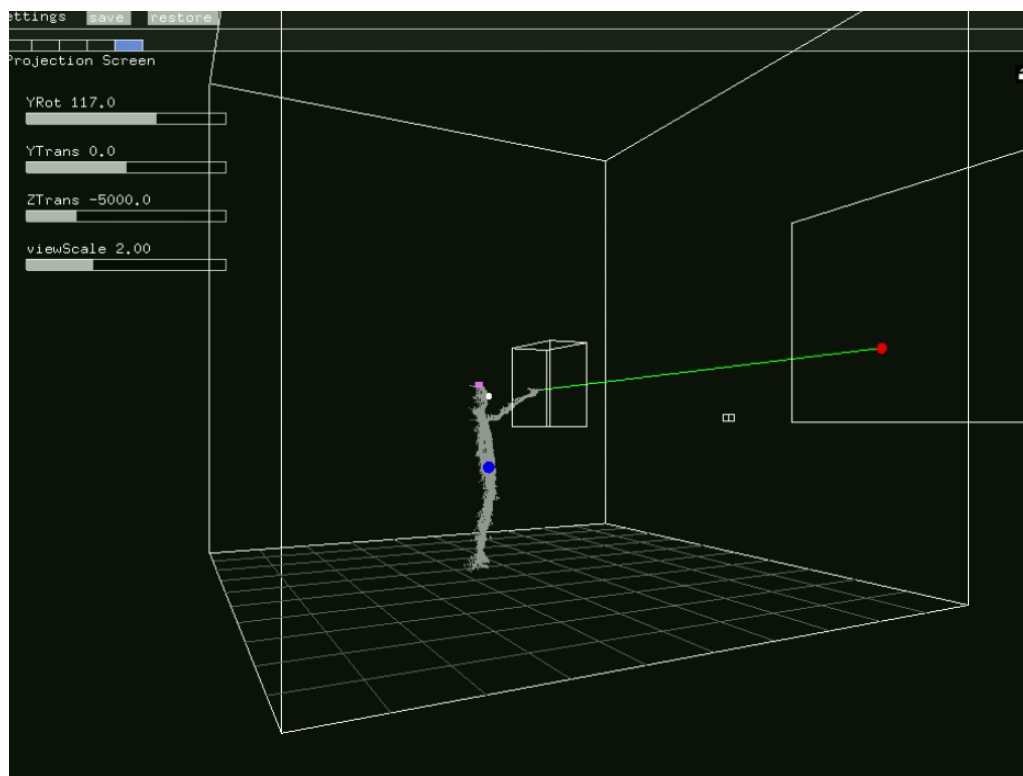 ettings save restore
Projection Screen
YRot 117.0
YTrans 0.0
ZTrans -5000.0
viewScale 2.00